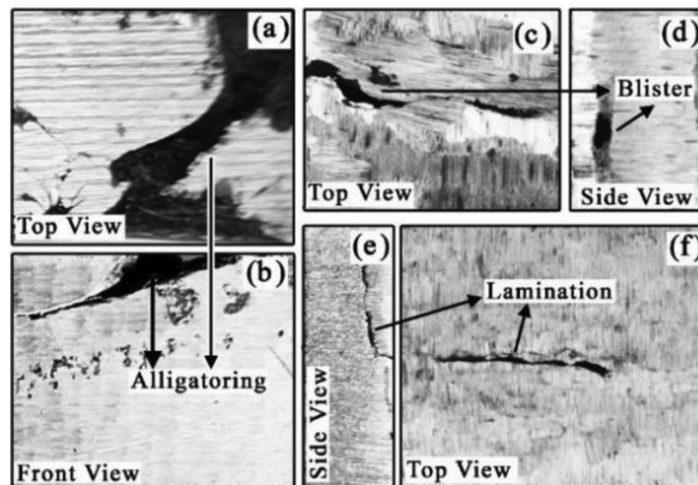 (a)
Top View
(b)
Alligatoring
Front View
(c)
Top View
(d)
Blister
Side View
(e)
Side View
(f)
Lamination
Top View